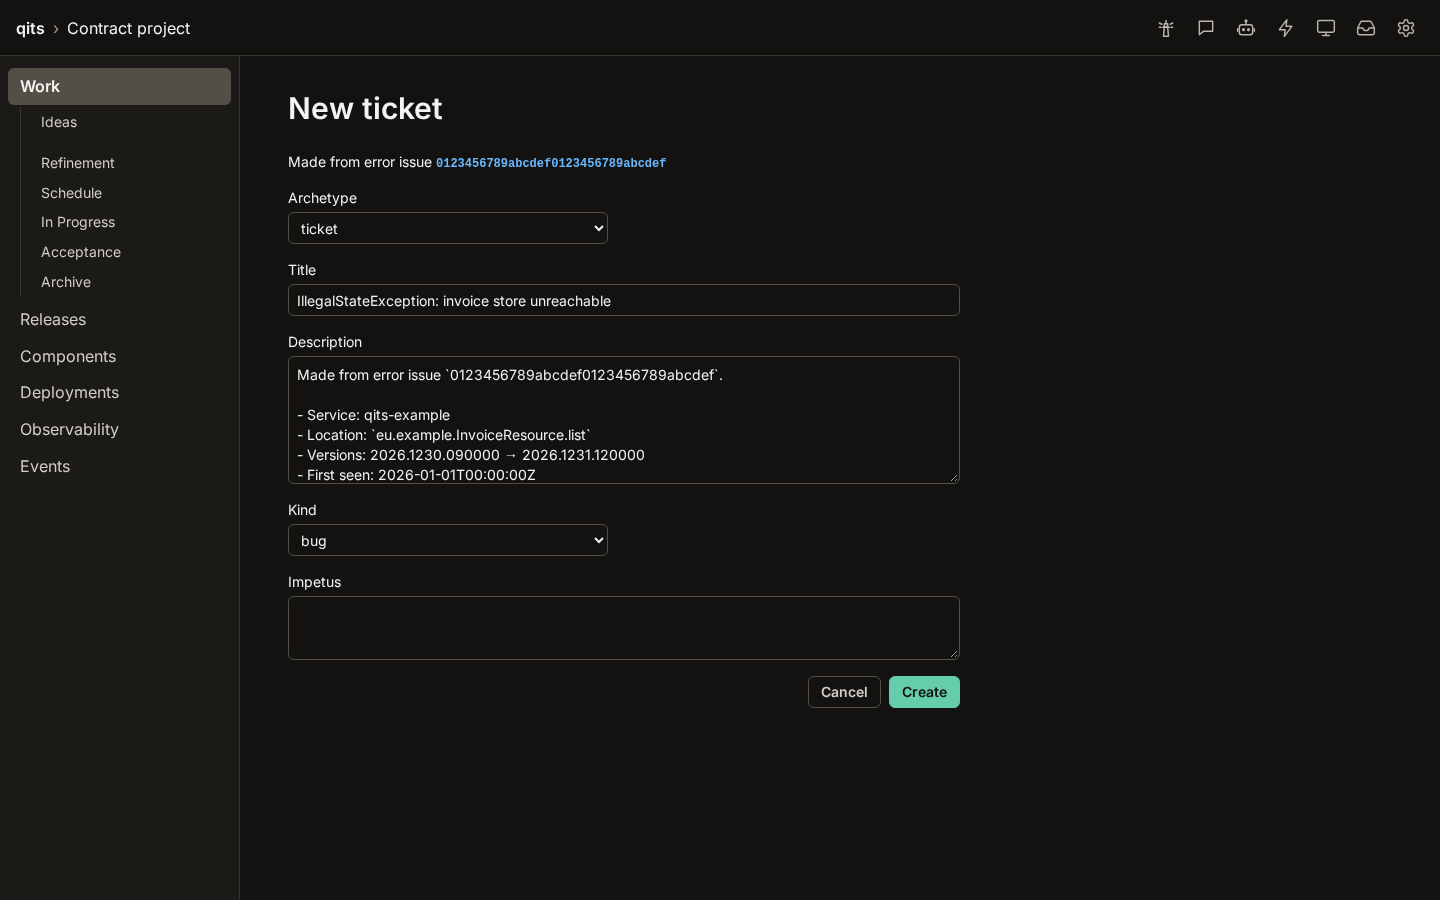 qits › Contract project
Work
Ideas
Refinement
Schedule
In Progress
Acceptance
Archive
Releases
Components
Deployments
Observability
Events
New ticket
Made from error issue 0123456789abcdef0123456789abcdef
Archetype
ticket
Title
IllegalStateException: invoice store unreachable
Description
Made from error issue `0123456789abcdef0123456789abcdef`.
- Service: qits-example
- Location: `eu.example.InvoiceResource.list`
- Versions: 2026.1230.090000 → 2026.1231.120000
- First seen: 2026-01-01T00:00:00Z
Kind
bug
Impetus
Cancel
Create